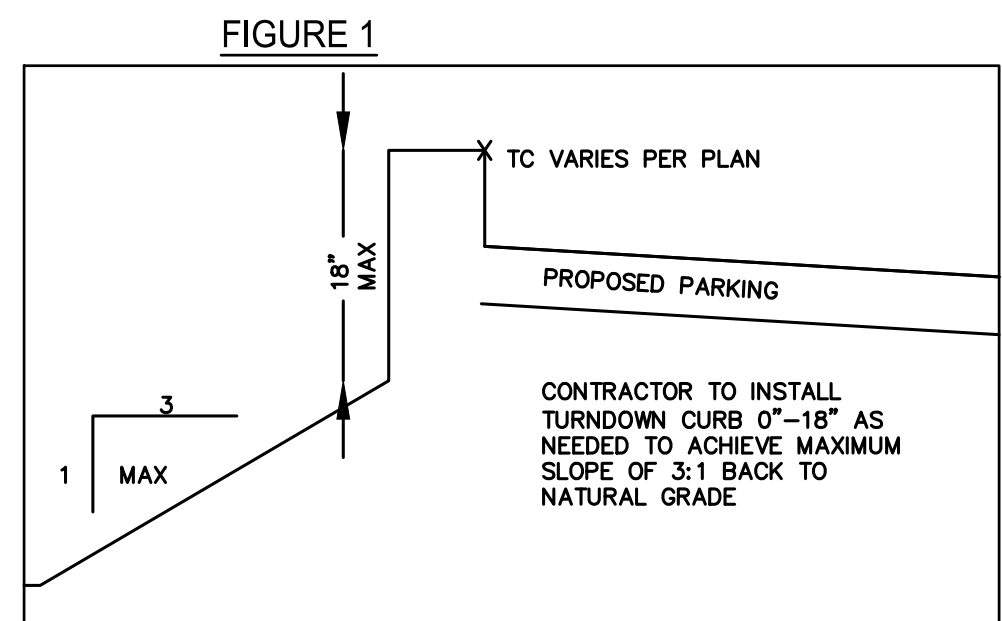 FIGURE 1
TC VARIES PER PLAN
18"
MAX
PROPOSED PARKING
3
1
MAX
CONTRACTOR TO INSTALL
TURNDOWN CURB 0"-18" AS
NEEDED TO ACHIEVE MAXIMUM
SLOPE OF 3:1 BACK TO
NATURAL GRADE